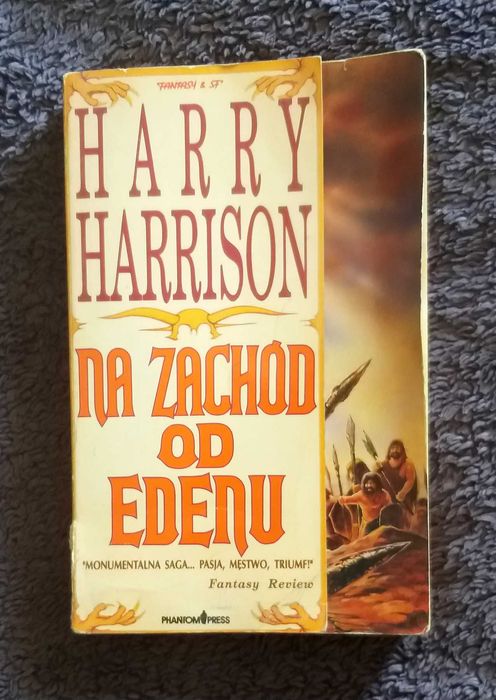 FANTASY & SF
HARRY
HARRISON
NA ZACHÓD
OD
EDENU
"MONUMENTALNA SAGA... PASJA, MĘSTWO, TRIUMF!"
Fantasy Review
PHANTOM PRESS